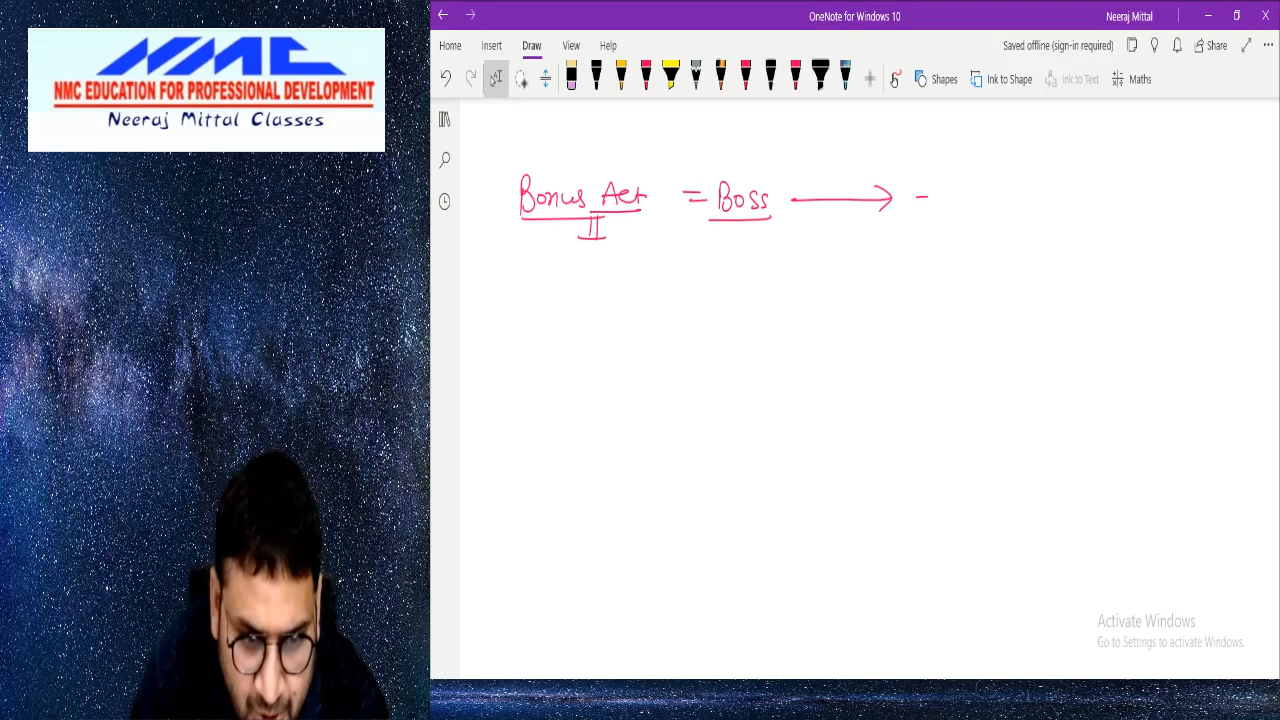 NMC
NMC EDUCATION FOR PROFESSIONAL DEVELOPMENT
Neeraj Mittal Classes
OneNote for Windows 10
Neeraj Mittal
Home Insert Draw View Help
Saved offline (sign-in required)
Share
Shapes Ink to Shape Ink to Text Maths
Bonus Act = Boss → -
II
Activate Windows
Go to Settings to activate Windows.